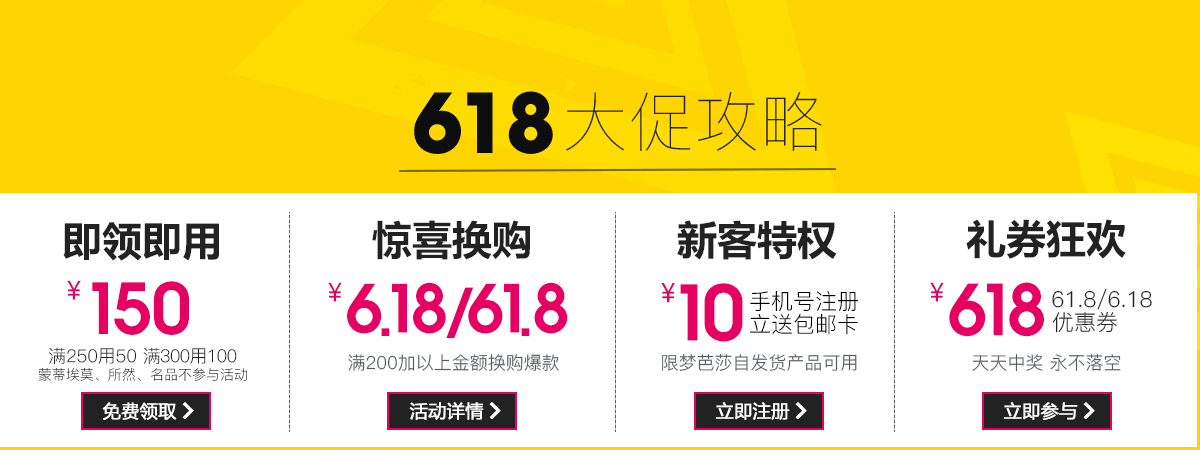 618大促攻略
即领即用
¥150
满250用50 满300用100
蒙蒂埃莫、所然、名品不参与活动
免费领取 >
惊喜换购
¥6.18/61.8
满200加以上金额换购爆款
活动详情 >
新客特权
¥10 手机号注册
立送包邮卡
限梦芭莎自发货产品可用
立即注册 >
礼券狂欢
¥618 61.8/6.18
优惠券
天天中奖 永不落空
立即参与 >